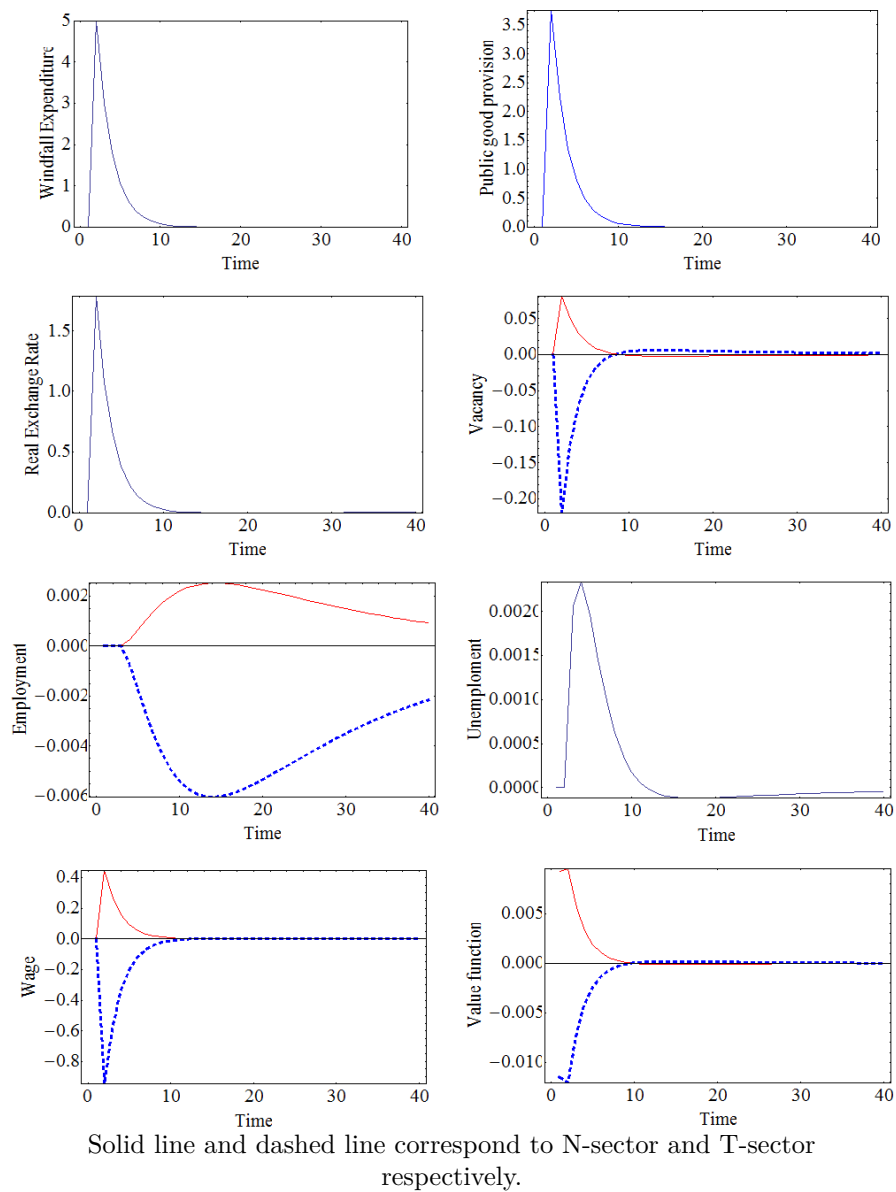 5
4
3
2
1
0
Windfall Expenditure
0 10 20 30 40
Time
3.5
3.0
2.5
2.0
1.5
1.0
0.5
0.0
Public good provision
0 10 20 30 40
Time
1.5
1.0
0.5
0.0
Real Exchange Rate
0 10 20 30 40
Time
0.05
0.00
−0.05
−0.10
−0.15
−0.20
Vacancy
0 10 20 30 40
Time
0.002
0.000
−0.002
−0.004
−0.006
Employment
0 10 20 30 40
Time
0.0020
0.0015
0.0010
0.0005
0.0000
Unemploment
0 10 20 30 40
Time
0.4
0.2
0.0
−0.2
−0.4
−0.6
−0.8
Wage
0 10 20 30 40
Time
0.005
0.000
−0.005
−0.010
Value function
0 10 20 30 40
Time
Solid line and dashed line correspond to N-sector and T-sector
respectively.